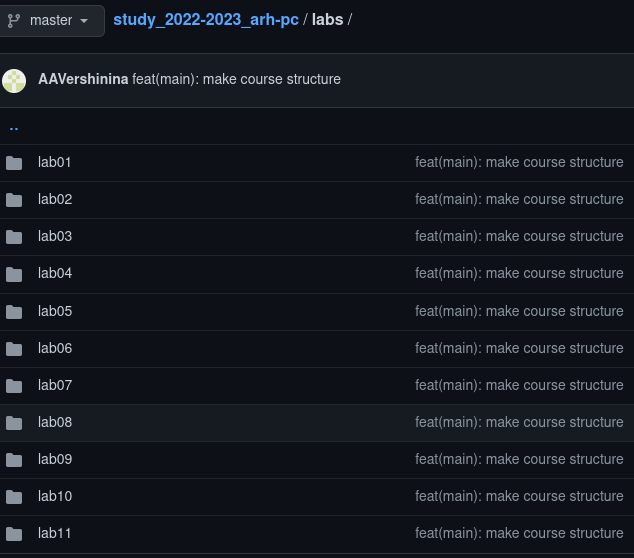 master study_2022-2023_arh-pc / labs /
AAVershinina feat(main): make course structure
..
lab01 feat(main): make course structure
lab02 feat(main): make course structure
lab03 feat(main): make course structure
lab04 feat(main): make course structure
lab05 feat(main): make course structure
lab06 feat(main): make course structure
lab07 feat(main): make course structure
lab08 feat(main): make course structure
lab09 feat(main): make course structure
lab10 feat(main): make course structure
lab11 feat(main): make course structure